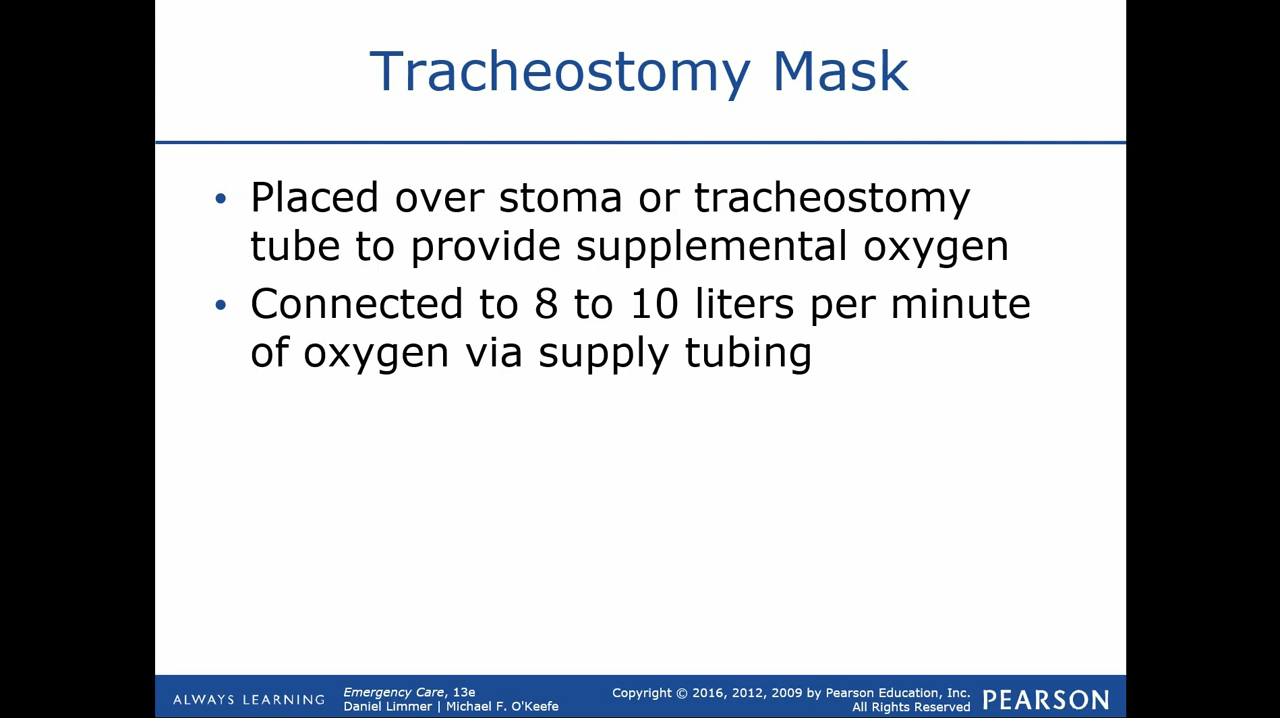 Tracheostomy Mask
• Placed over stoma or tracheostomy
tube to provide supplemental oxygen
• Connected to 8 to 10 liters per minute
of oxygen via supply tubing
ALWAYS LEARNING
Emergency Care, 13e
Daniel Limmer | Michael F. O'Keefe
Copyright © 2016, 2012, 2009 by Pearson Education, Inc.
All Rights Reserved
PEARSON